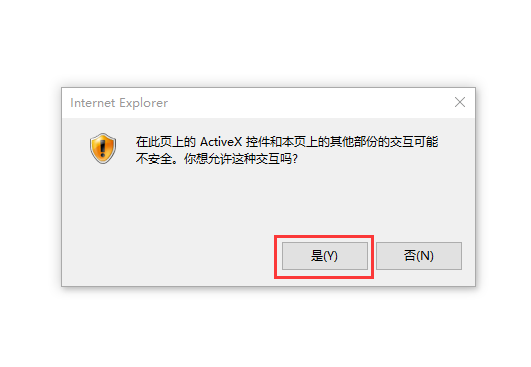 Internet Explorer
在此页上的 ActiveX 控件和本页上的其他部份的交互可能
不安全。你想允许这种交互吗?
是(Y) 否(N)